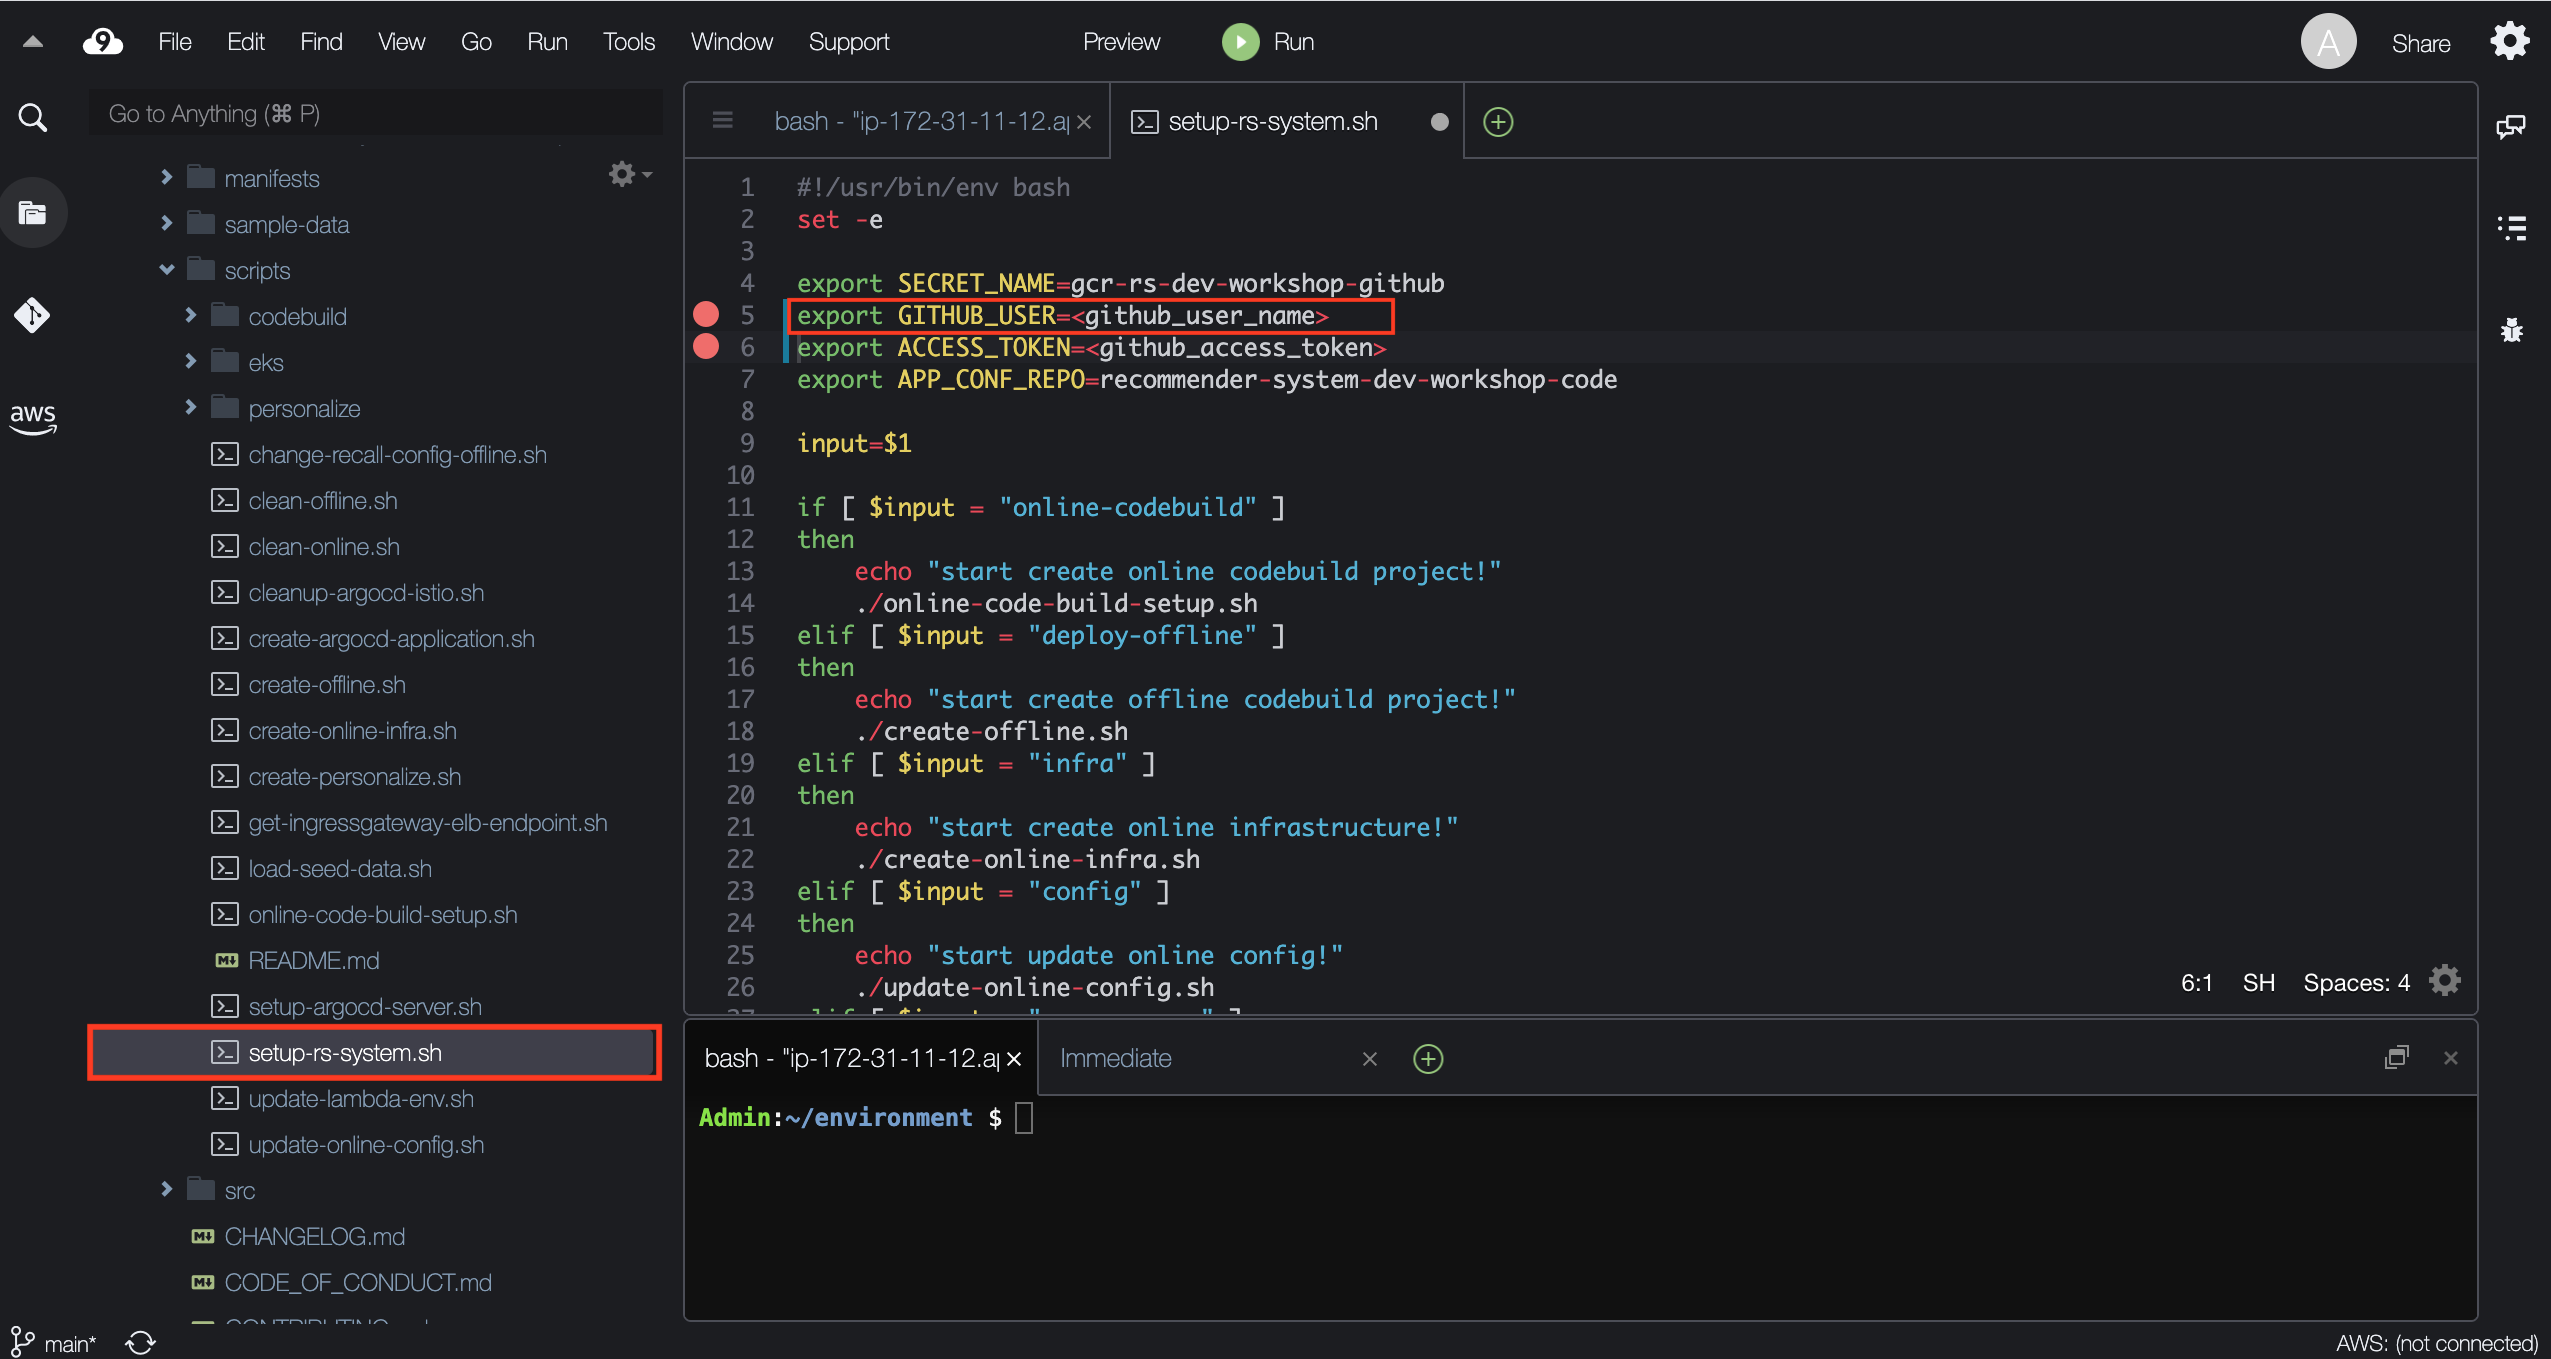 9 File Edit Find View Go Run Tools Window Support Preview Run A Share
Go to Anything (⌘ P)
manifests
sample-data
scripts
codebuild
eks
personalize
change-recall-config-offline.sh
clean-offline.sh
clean-online.sh
cleanup-argocd-istio.sh
create-argocd-application.sh
create-offline.sh
create-online-infra.sh
create-personalize.sh
get-ingressgateway-elb-endpoint.sh
load-seed-data.sh
online-code-build-setup.sh
README.md
setup-argocd-server.sh
setup-rs-system.sh
update-lambda-env.sh
update-online-config.sh
src
CHANGELOG.md
CODE_OF_CONDUCT.md
aws
bash - "ip-172-31-11-12.ap
setup-rs-system.sh
1 #!/usr/bin/env bash
2 set -e
3
4 export SECRET_NAME=gcr-rs-dev-workshop-github
5 export GITHUB_USER=<github_user_name>
6 export ACCESS_TOKEN=<github_access_token>
7 export APP_CONF_REPO=recommender-system-dev-workshop-code
8
9 input=$1
10
11 if [ $input = "online-codebuild" ]
12 then
13 echo "start create online codebuild project!"
14 ./online-code-build-setup.sh
15 elif [ $input = "deploy-offline" ]
16 then
17 echo "start create offline codebuild project!"
18 ./create-offline.sh
19 elif [ $input = "infra" ]
20 then
21 echo "start create online infrastructure!"
22 ./create-online-infra.sh
23 elif [ $input = "config" ]
24 then
25 echo "start update online config!"
26 ./update-online-config.sh
6:1 SH Spaces: 4
bash - "ip-172-31-11-12.ap
Immediate
Admin:~/environment $
main*
AWS: (not connected)